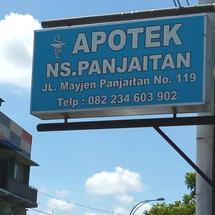 APOTEK
NS.PANJAITAN
JL. Mayjen Panjaitan No. 119
Telp : 082 234 603 902